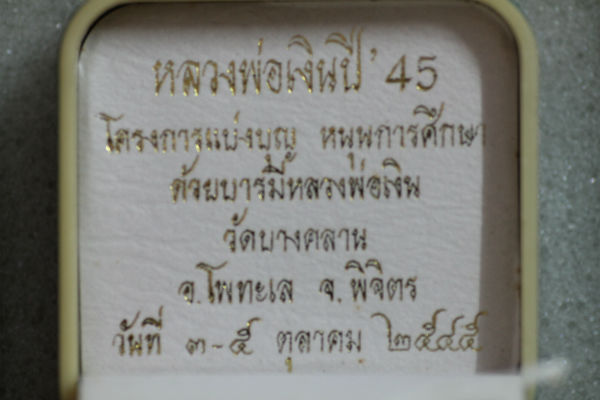 หลวงพ่อเงินปี '45
โครงการแบ่งบุญ หนุนการศึกษา
ด้วยบารมีหลวงพ่อเงิน
วัดบางคลาน
อ.โพทะเล จ.พิจิตร
วันที่ ๓-๕ ตุลาคม ๒๕๔๕